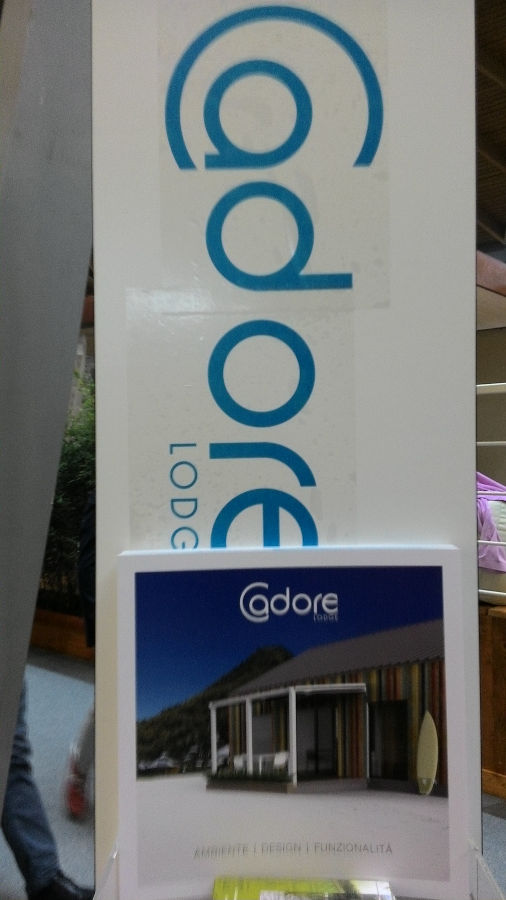 Cadore
LODG
Cadore
LODGE
AMBIENTE | DESIGN | FUNZIONALITÀ